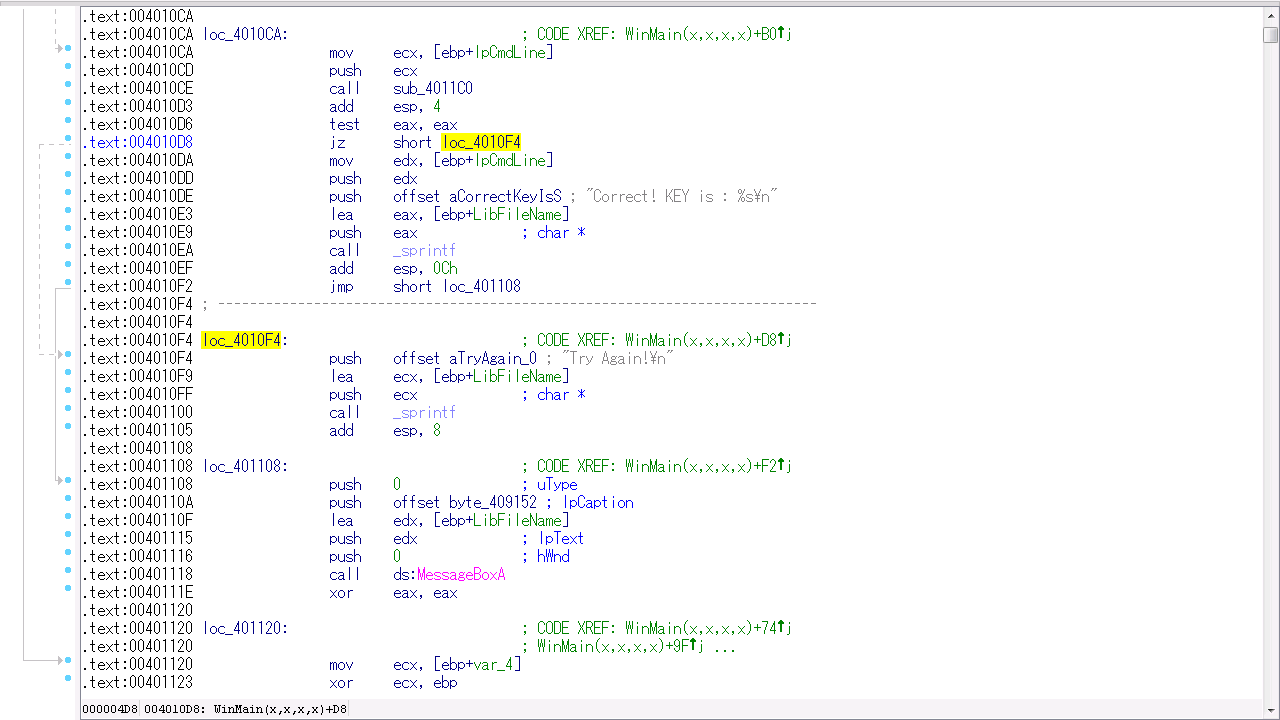 .text:004010CA
.text:004010CA loc_4010CA: ; CODE XREF: WinMain(x,x,x,x)+B0↑j
.text:004010CA mov ecx, [ebp+lpCmdLine]
.text:004010CD push ecx
.text:004010CE call sub_4011C0
.text:004010D3 add esp, 4
.text:004010D6 test eax, eax
.text:004010D8 jz short loc_4010F4
.text:004010DA mov edx, [ebp+lpCmdLine]
.text:004010DD push edx
.text:004010DE push offset aCorrectKeyIsS ; "Correct! KEY is : %s¥n"
.text:004010E3 lea eax, [ebp+LibFileName]
.text:004010E9 push eax ; char *
.text:004010EA call _sprintf
.text:004010EF add esp, 0Ch
.text:004010F2 jmp short loc_401108
.text:004010F4 ; ---------------------------------------------------------------------------
.text:004010F4
.text:004010F4 loc_4010F4: ; CODE XREF: WinMain(x,x,x,x)+D8↑j
.text:004010F4 push offset aTryAgain_0 ; "Try Again!¥n"
.text:004010F9 lea ecx, [ebp+LibFileName]
.text:004010FF push ecx ; char *
.text:00401100 call _sprintf
.text:00401105 add esp, 8
.text:00401108
.text:00401108 loc_401108: ; CODE XREF: WinMain(x,x,x,x)+F2↑j
.text:00401108 push 0 ; uType
.text:0040110A push offset byte_409152 ; lpCaption
.text:0040110F lea edx, [ebp+LibFileName]
.text:00401115 push edx ; lpText
.text:00401116 push 0 ; hWnd
.text:00401118 call ds:MessageBoxA
.text:0040111E xor eax, eax
.text:00401120
.text:00401120 loc_401120: ; CODE XREF: WinMain(x,x,x,x)+74↑j
.text:00401120 ; WinMain(x,x,x,x)+9F↑j ...
.text:00401120 mov ecx, [ebp+var_4]
.text:00401123 xor ecx, ebp
000004D8 004010D8: WinMain(x,x,x,x)+D8